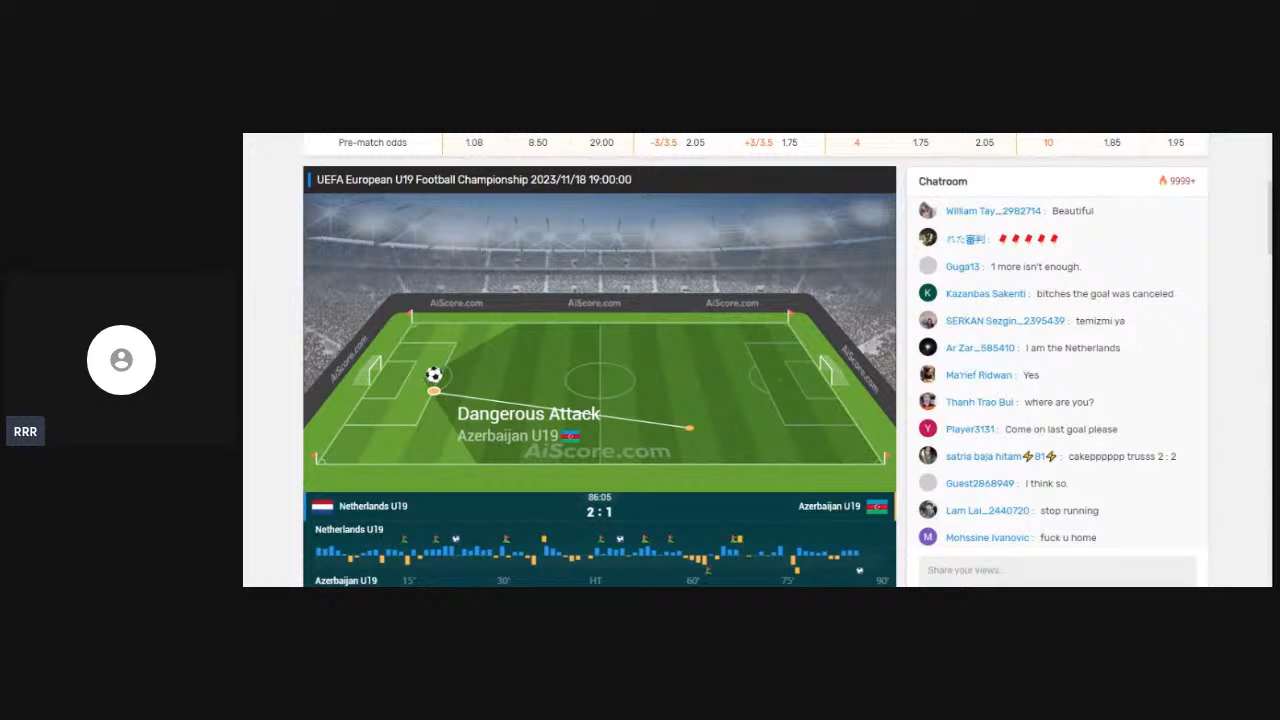 Pre-match odds 1.08 8.50 29.00 -3/3.5 2.05 +3/3.5 1.75 4 1.75 2.05 10 1.85 1.95
UEFA European U19 Football Championship 2023/11/18 19:00:00
AiScore.com AiScore.com AiScore.com
AiScore.com
AiScore.com
Dangerous Attack
Azerbaijan U19
AiScore.com
86:05
Netherlands U19 2 : 1 Azerbaijan U19
Netherlands U19
Azerbaijan U19 15' 30' HT 60' 75' 90'
Chatroom 9999+
William Tay_2982714 : Beautiful
れた審判 :
Guga13 : 1 more isn't enough.
K Kazanbas Sakenti : bitches the goal was canceled
SERKAN Sezgin_2395439 : temizmi ya
Ar Zar_585410 : I am the Netherlands
Ma'rief Ridwan : Yes
Thanh Trao Bui : where are you?
Y Player3131 : Come on last goal please
satria baja hitam⚡81⚡ : cakepppppp trusss 2 : 2
Guest2868949 : I think so.
Lam Lai_2440720 : stop running
M Mohssine Ivanovic : fuck u home
Share your views...
RRR